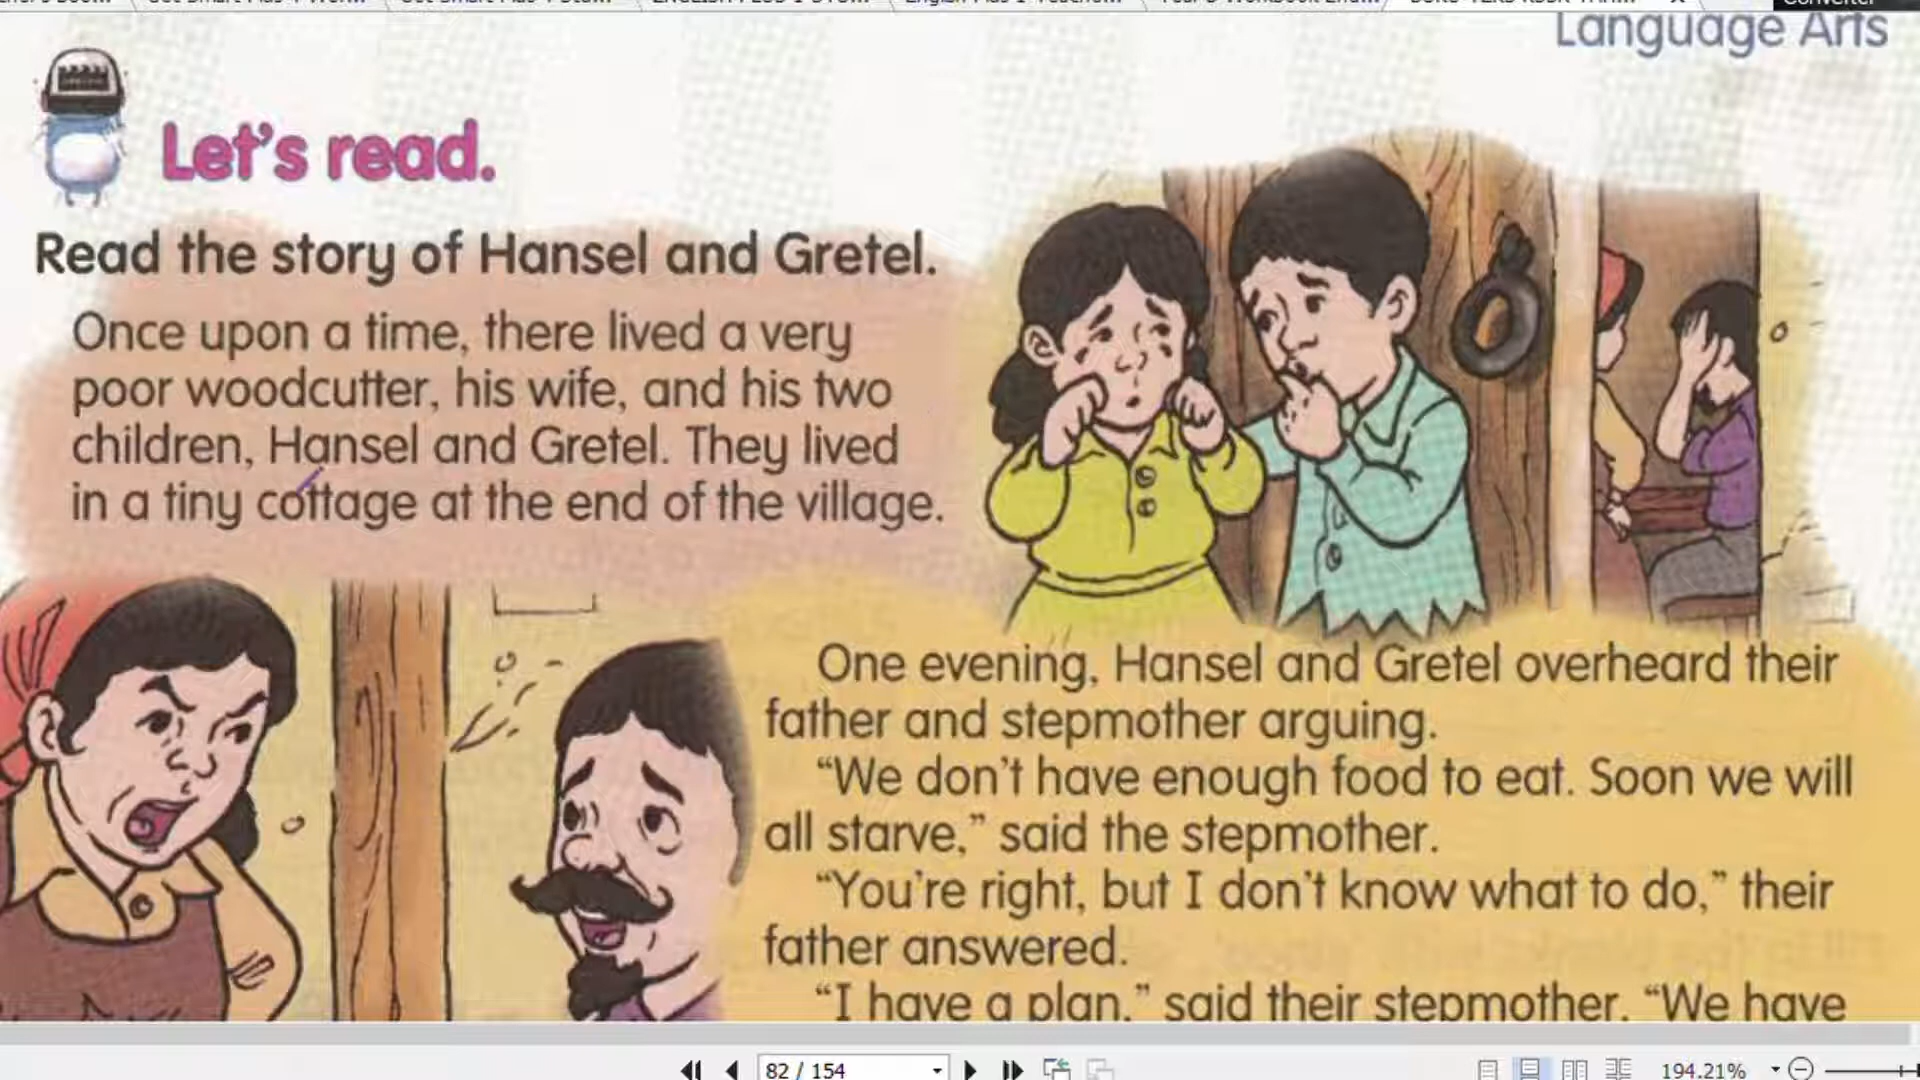 Language Arts
Let's read.
Read the story of Hansel and Gretel.
Once upon a time, there lived a very
poor woodcutter, his wife, and his two
children, Hansel and Gretel. They lived
in a tiny cottage at the end of the village.
One evening, Hansel and Gretel overheard their
father and stepmother arguing.
“We don’t have enough food to eat. Soon we will
all starve,” said the stepmother.
“You’re right, but I don’t know what to do,” their
father answered.
“I have a plan,” said their stepmother. “We have
82 / 154
194.21%